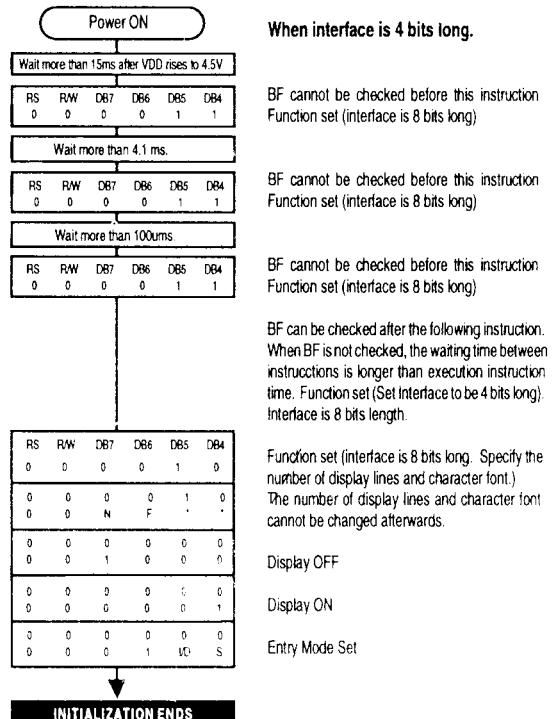 Power ON
When interface is 4 bits long.
Wait more than 15ms after VDD rises to 4.5V
RS R/W DB7 DB6 DB5 DB4
0 0 0 0 1 1
BF cannot be checked before this instruction
Function set (interface is 8 bits long)
Wait more than 4.1 ms.
RS R/W DB7 DB6 DB5 DB4
0 0 0 0 1 1
BF cannot be checked before this instruction
Function set (interface is 8 bits long)
Wait more than 100ums
RS R/W DB7 DB6 DB5 DB4
0 0 0 0 1 1
BF cannot be checked before this instruction
Function set (interface is 8 bits long)
BF can be checked after the following instruction.
When BF is not checked, the waiting time between
instrucctions is longer than execution instruction
time. Function set (Set Interface to be 4 bits long).
Interface is 8 bits length.
RS R/W DB7 DB6 DB5 DB4
0 0 0 0 1 0
0 0 0 0 1 0
0 0 N F * *
Function set (interface is 8 bits long. Specify the
number of display lines and character font.)
The number of display lines and character font
cannot be changed afterwards.
0 0 0 0 0 0
0 0 1 0 0 0
Display OFF
0 0 0 0 0
0 0 0 0 0 1
Display ON
0 0 0 0 0 0
0 0 0 1 I/D S
Entry Mode Set
INITIALIZATION ENDS